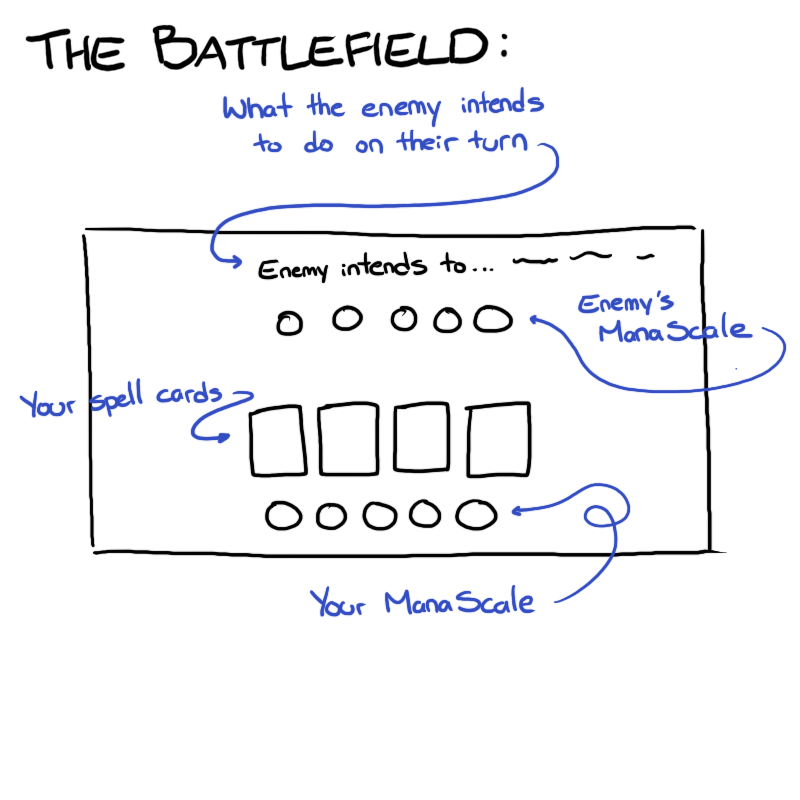 THE BATTLEFIELD:
What the enemy intends
to do on their turn
Enemy intends to...
Enemy's
ManaScale
Your spell cards
Your ManaScale